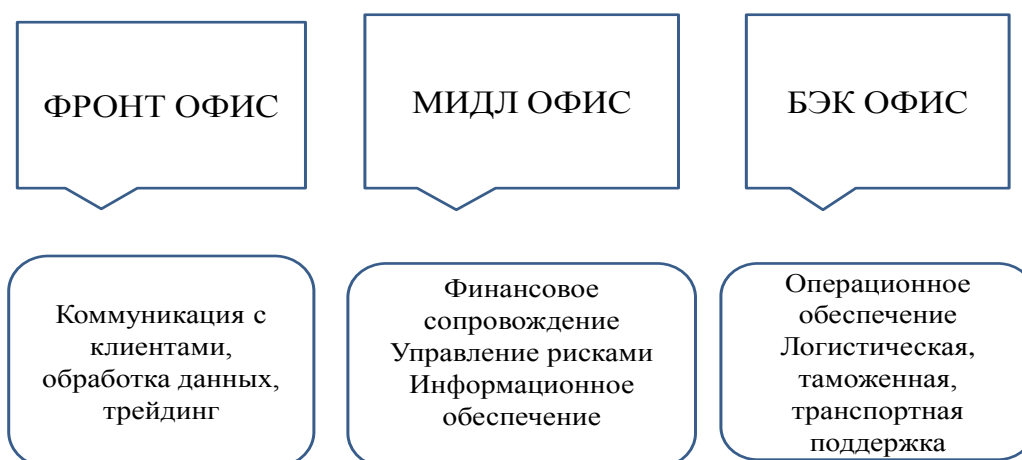 ФРОНТ ОФИС
МИДЛ ОФИС
БЭК ОФИС
Коммуникация с
клиентами,
обработка данных,
трейдинг
Финансовое
сопровождение
Управление рисками
Информационное
обеспечение
Операционное
обеспечение
Логистическая,
таможенная,
транспортная
поддержка